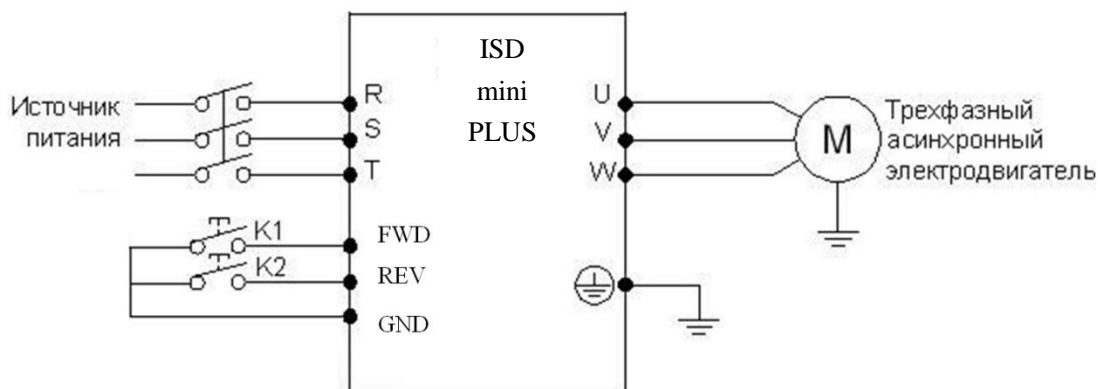 ISD
mini
PLUS
Источник
питания
R
S
T
U
V
W
M
Трехфазный
асинхронный
электродвигатель
K1
K2
FWD
REV
GND